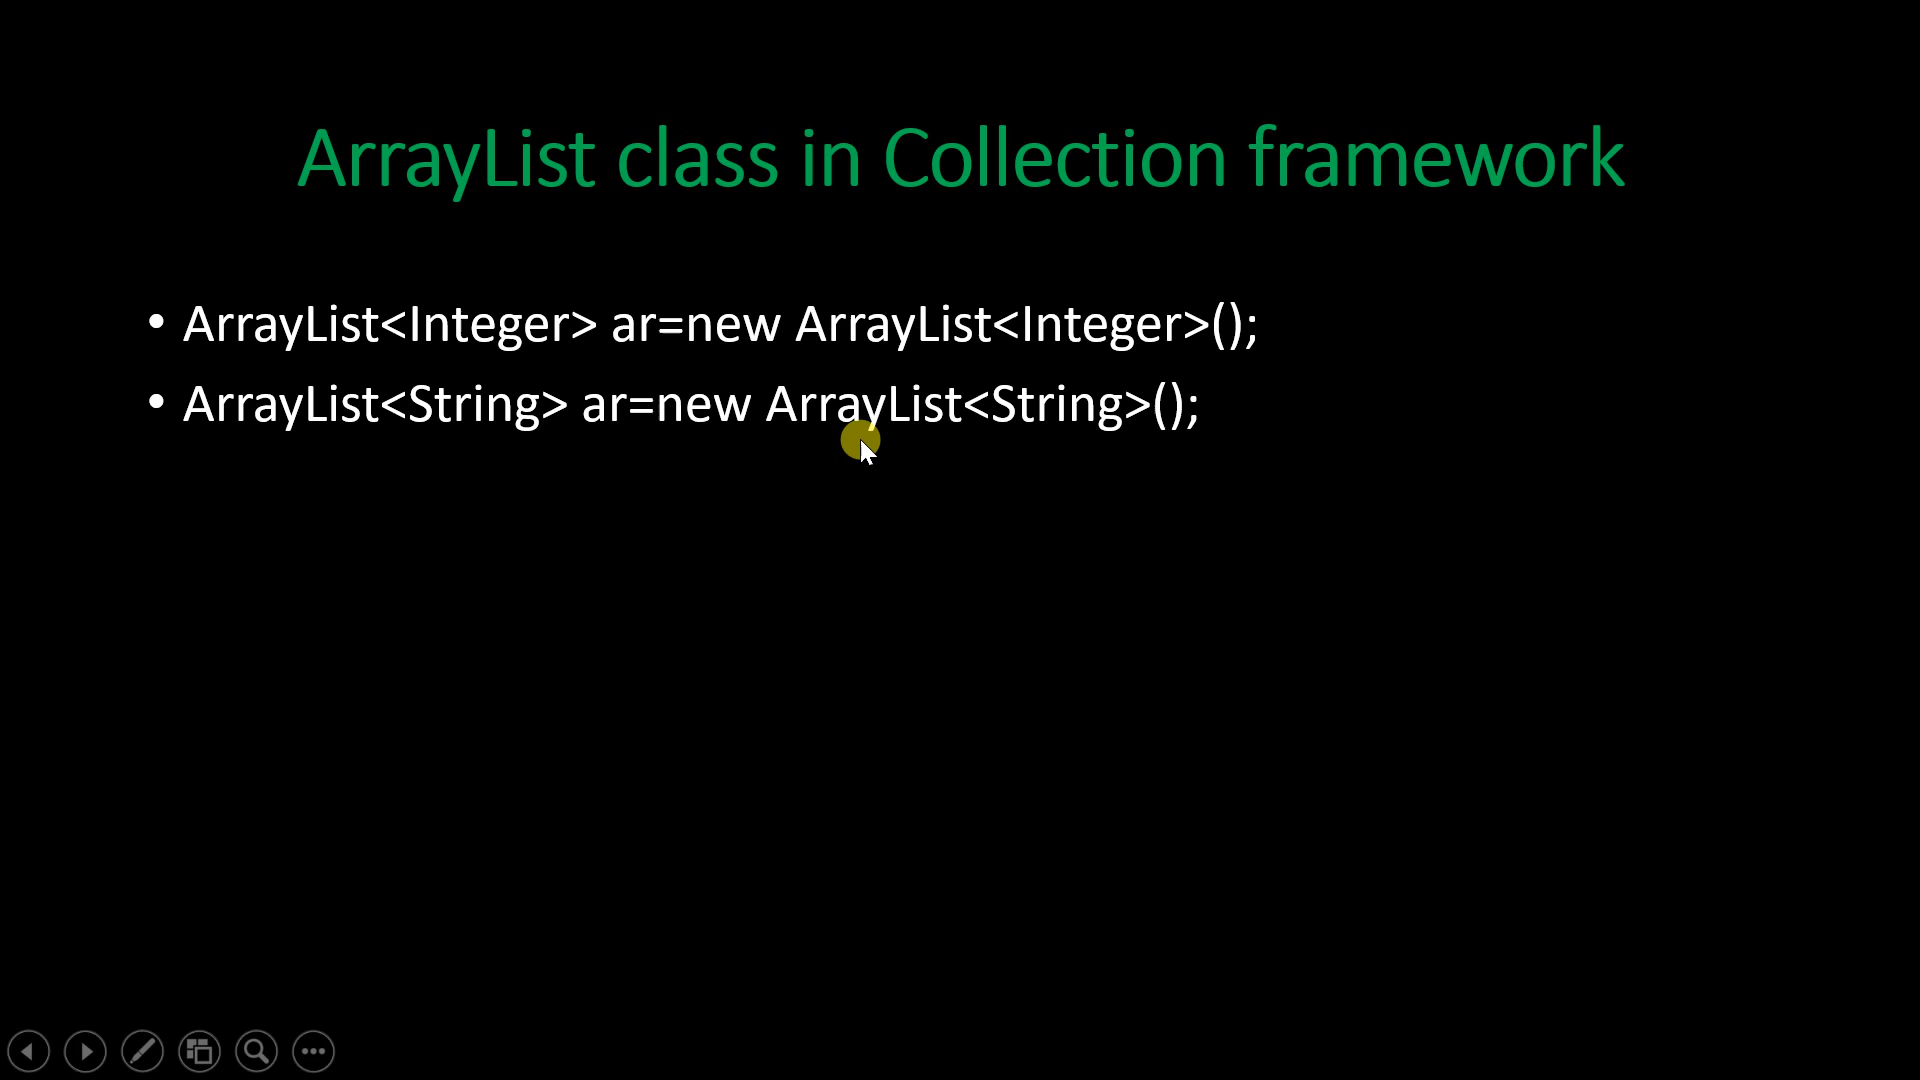 ArrayList class in Collection framework
• ArrayList<Integer> ar=new ArrayList<Integer>();
• ArrayList<String> ar=new ArrayList<String>();